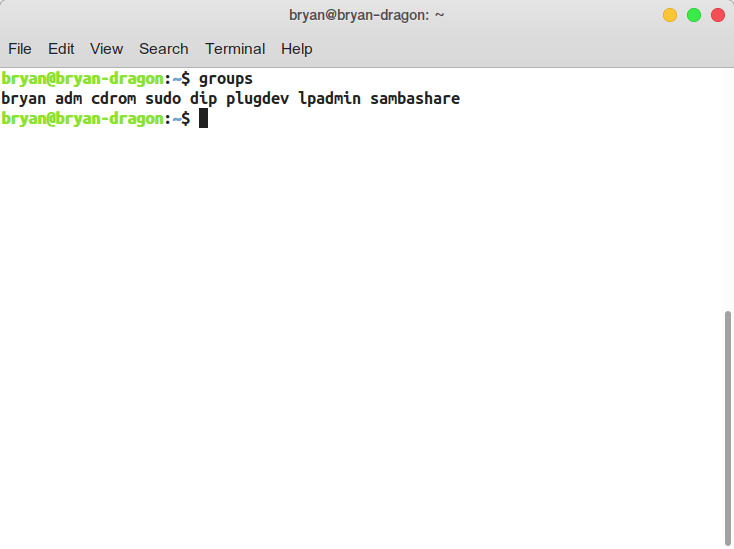 bryan@bryan-dragon: ~
File Edit View Search Terminal Help
bryan@bryan-dragon:~$ groups
bryan adm cdrom sudo dip plugdev lpadmin sambashare
bryan@bryan-dragon:~$